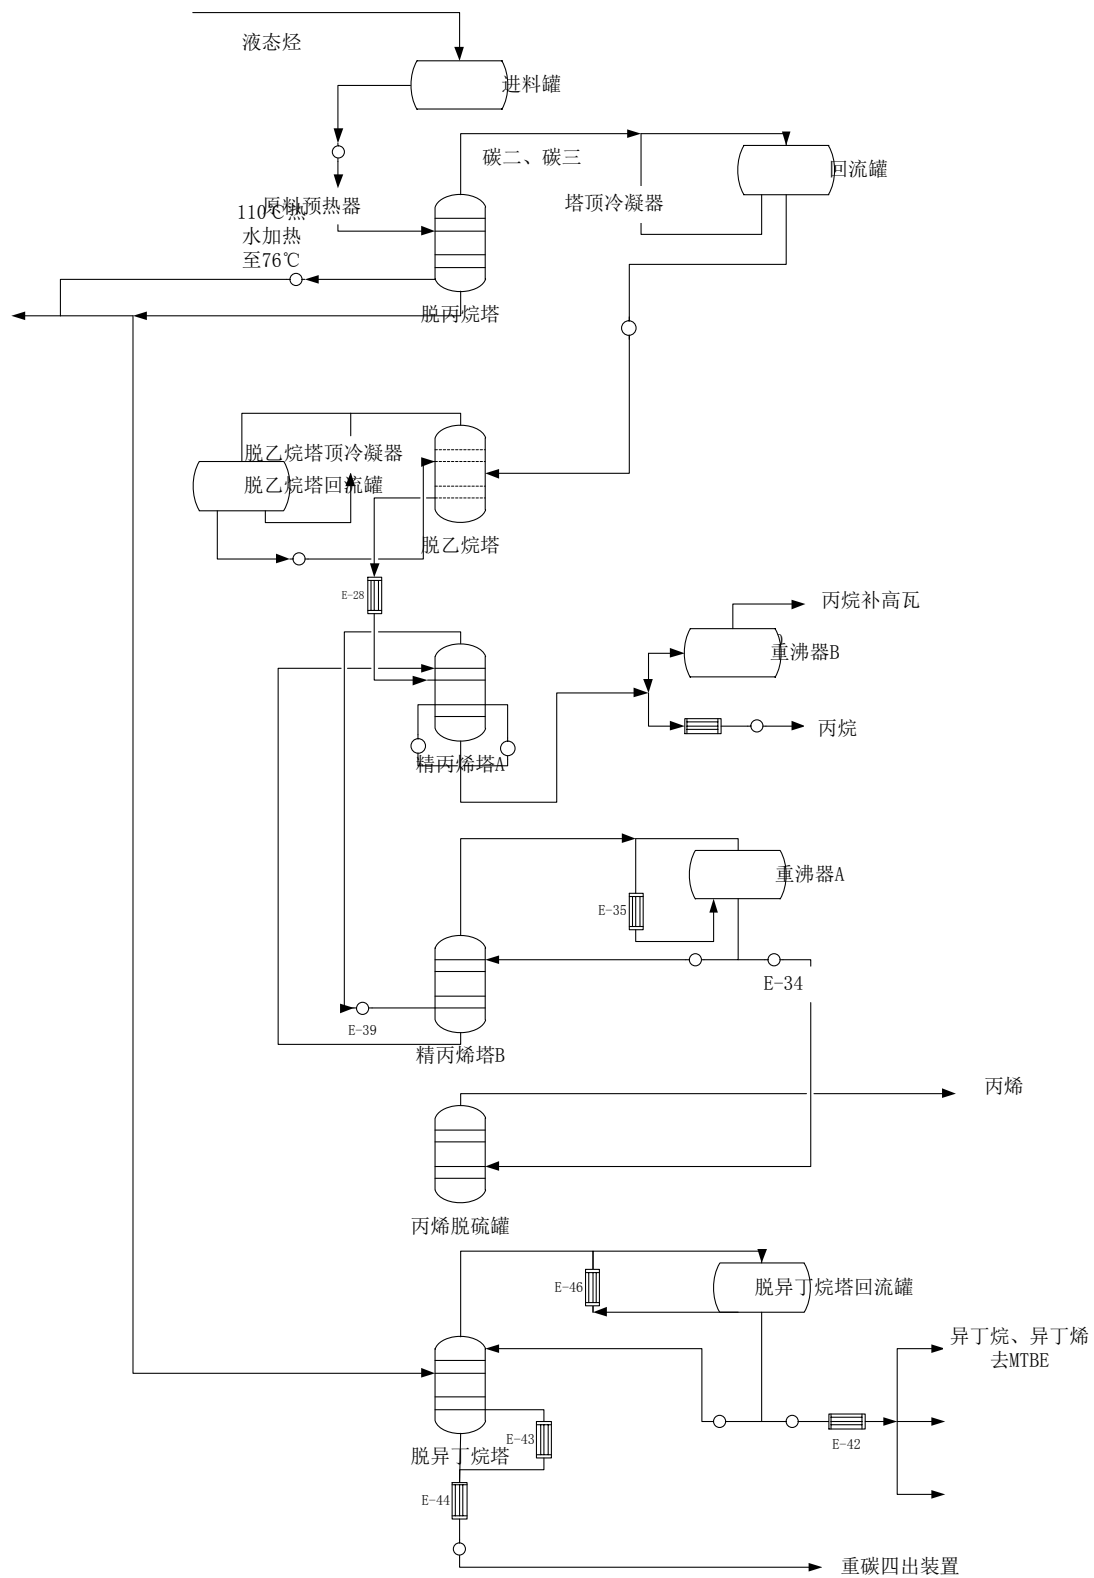 液态烃
进料罐
碳二、碳三
回流罐
塔顶冷凝器
原料预热器
110℃热
水加热
至76℃
脱丙烷塔
脱乙烷塔顶冷凝器
脱乙烷塔回流罐
脱乙烷塔
E-28
丙烷补高瓦
重沸器B
丙烷
精丙烯塔A
重沸器A
E-35
E-34
E-39
精丙烯塔B
丙烯
丙烯脱硫罐
E-46
脱异丁烷塔回流罐
异丁烷、异丁烯
去MTBE
E-43
E-42
脱异丁烷塔
E-44
重碳四出装置